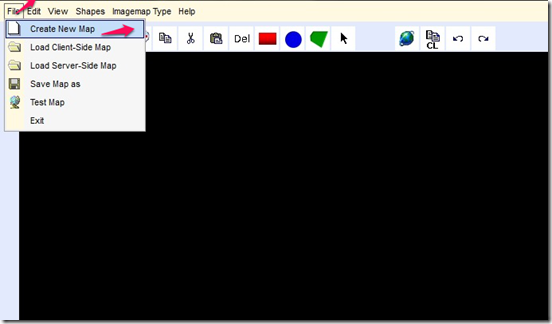 File Edit View Shapes Imagemap Type Help
Create New Map
Del
CL
Load Client-Side Map
Load Server-Side Map
Save Map as
Test Map
Exit